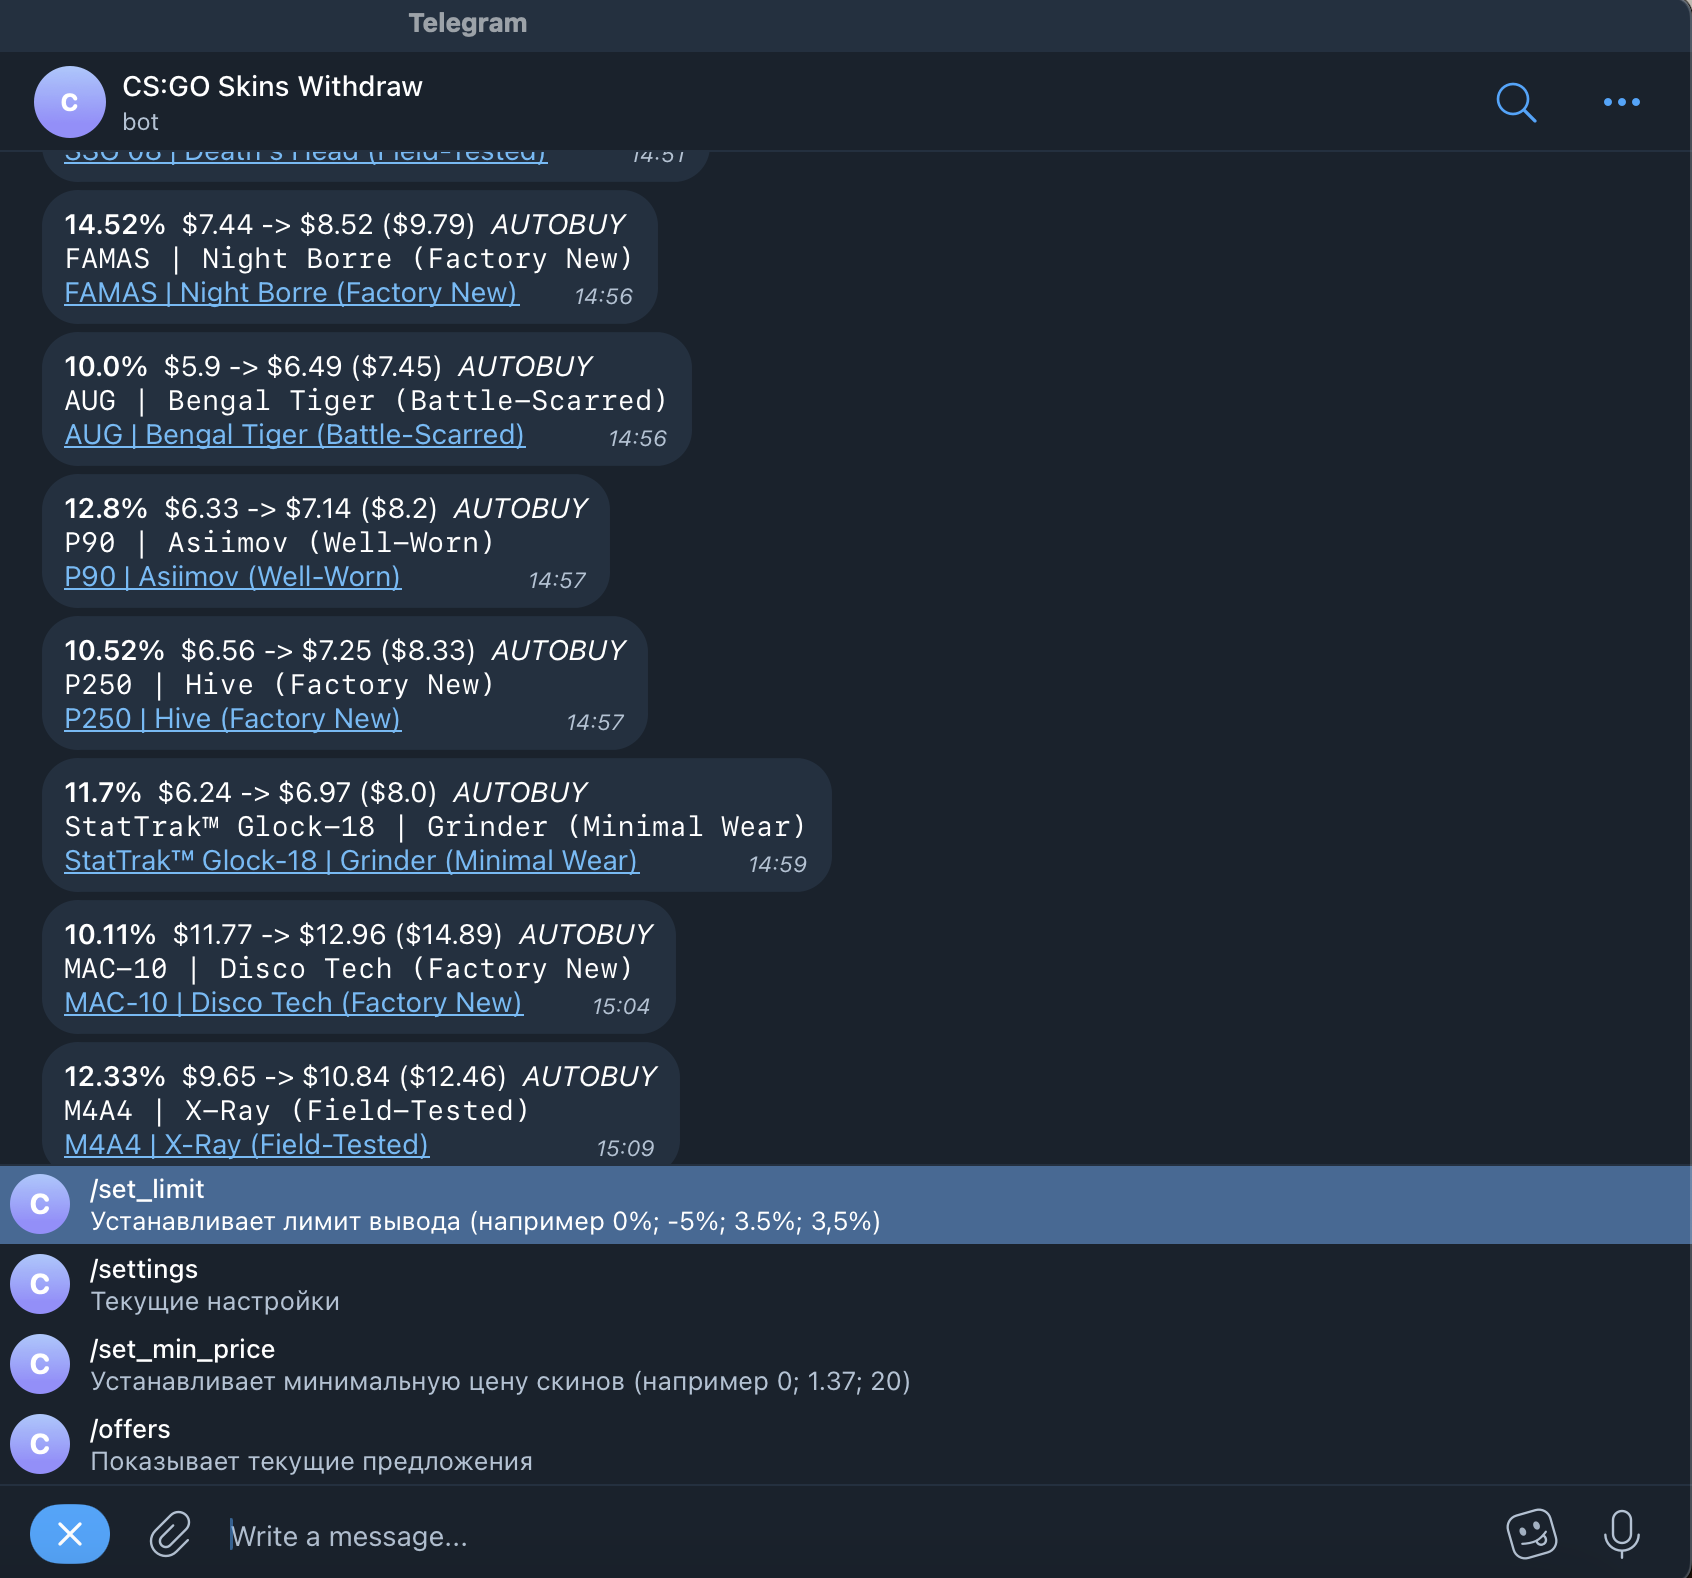 Telegram
C
CS:GO Skins Withdraw
bot
SSG 08 | Death's Head (Field-Tested) 14:51
14.52% $7.44 -> $8.52 ($9.79) AUTOBUY
FAMAS | Night Borre (Factory New)
FAMAS | Night Borre (Factory New) 14:56
10.0% $5.9 -> $6.49 ($7.45) AUTOBUY
AUG | Bengal Tiger (Battle-Scarred)
AUG | Bengal Tiger (Battle-Scarred) 14:56
12.8% $6.33 -> $7.14 ($8.2) AUTOBUY
P90 | Asiimov (Well-Worn)
P90 | Asiimov (Well-Worn) 14:57
10.52% $6.56 -> $7.25 ($8.33) AUTOBUY
P250 | Hive (Factory New)
P250 | Hive (Factory New) 14:57
11.7% $6.24 -> $6.97 ($8.0) AUTOBUY
StatTrak™ Glock-18 | Grinder (Minimal Wear)
StatTrak™ Glock-18 | Grinder (Minimal Wear) 14:59
10.11% $11.77 -> $12.96 ($14.89) AUTOBUY
MAC-10 | Disco Tech (Factory New)
MAC-10 | Disco Tech (Factory New) 15:04
12.33% $9.65 -> $10.84 ($12.46) AUTOBUY
M4A4 | X-Ray (Field-Tested)
M4A4 | X-Ray (Field-Tested) 15:09
C
/set_limit
Устанавливает лимит вывода (например 0%; -5%; 3.5%; 3,5%)
C
/settings
Текущие настройки
C
/set_min_price
Устанавливает минимальную цену скинов (например 0; 1.37; 20)
C
/offers
Показывает текущие предложения
Write a message...